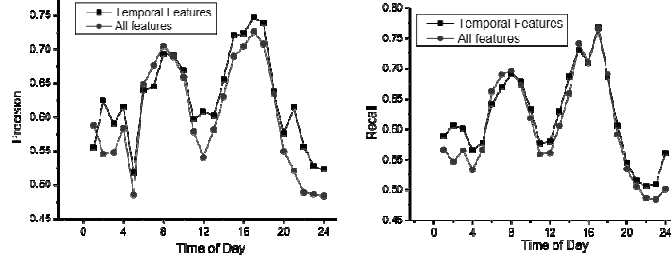 Temporal Features
All features
0.75
0.70
0.65
0.60
0.55
0.50
0.45
Precision
0 4 8 12 16 20 24
Time of Day
Temporal Features
All features
0.80
0.75
0.70
0.65
0.60
0.55
0.50
0.45
Recall
0 4 8 12 16 20 24
Time of Day